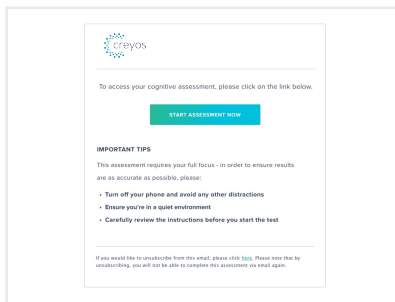 creyos
To access your cognitive assessment, please click on the link below.
START ASSESSMENT NOW
IMPORTANT TIPS
This assessment requires your full focus - in order to ensure results
are as accurate as possible, please:
• Turn off your phone and avoid any other distractions
• Ensure you're in a quiet environment
• Carefully review the instructions before you start the test
If you would like to unsubscribe from this email, please click here. Please note that by
unsubscribing, you will not be able to complete this assessment via email again.